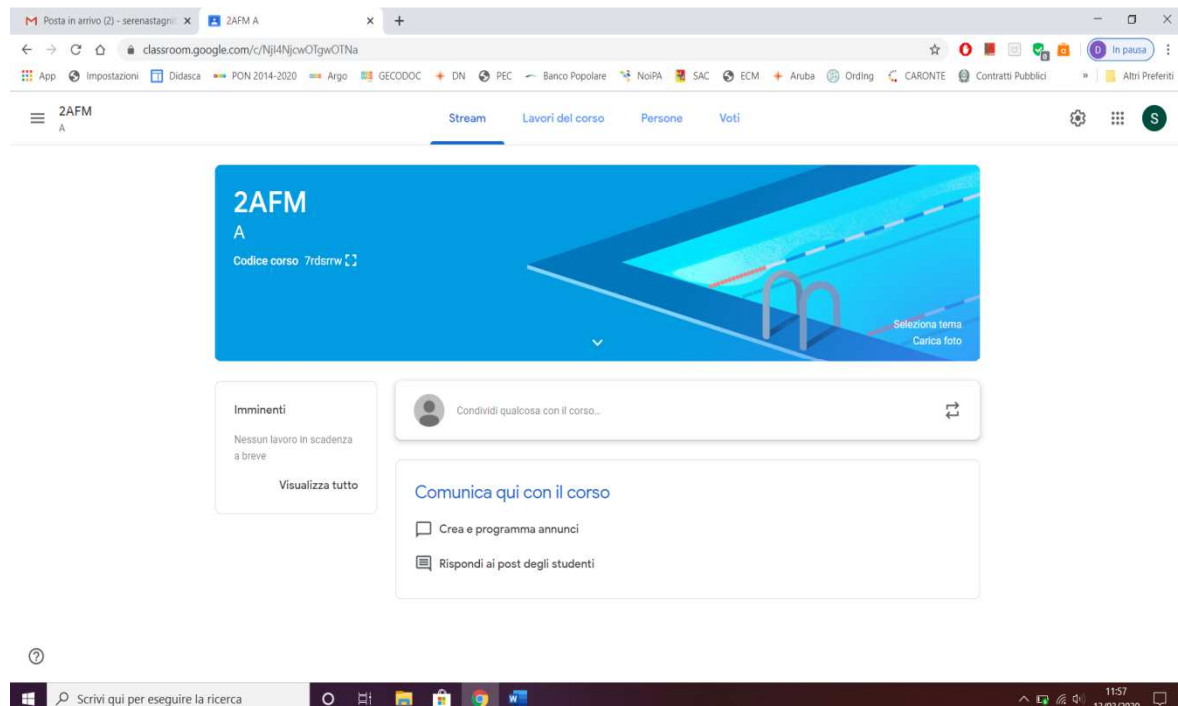 Posta in arrivo (2) - serenastagni
2AFM A
classroom.google.com/c/NjI4NjcwOTgwOTNa
D In pausa
App Impostazioni Didasca PON 2014-2020 Argo GECODOC DN PEC Banco Popolare NoiPA SAC ECM Aruba Ording CARONTE Contratti Pubblici » Altri Preferiti
2AFM
A
Stream Lavori del corso Persone Voti
S
2AFM
A
Codice corso 7rdsrrw
Seleziona tema
Carica foto
Imminenti
Nessun lavoro in scadenza
a breve
Visualizza tutto
Condividi qualcosa con il corso...
Comunica qui con il corso
Crea e programma annunci
Rispondi ai post degli studenti
Scrivi qui per eseguire la ricerca
11:57